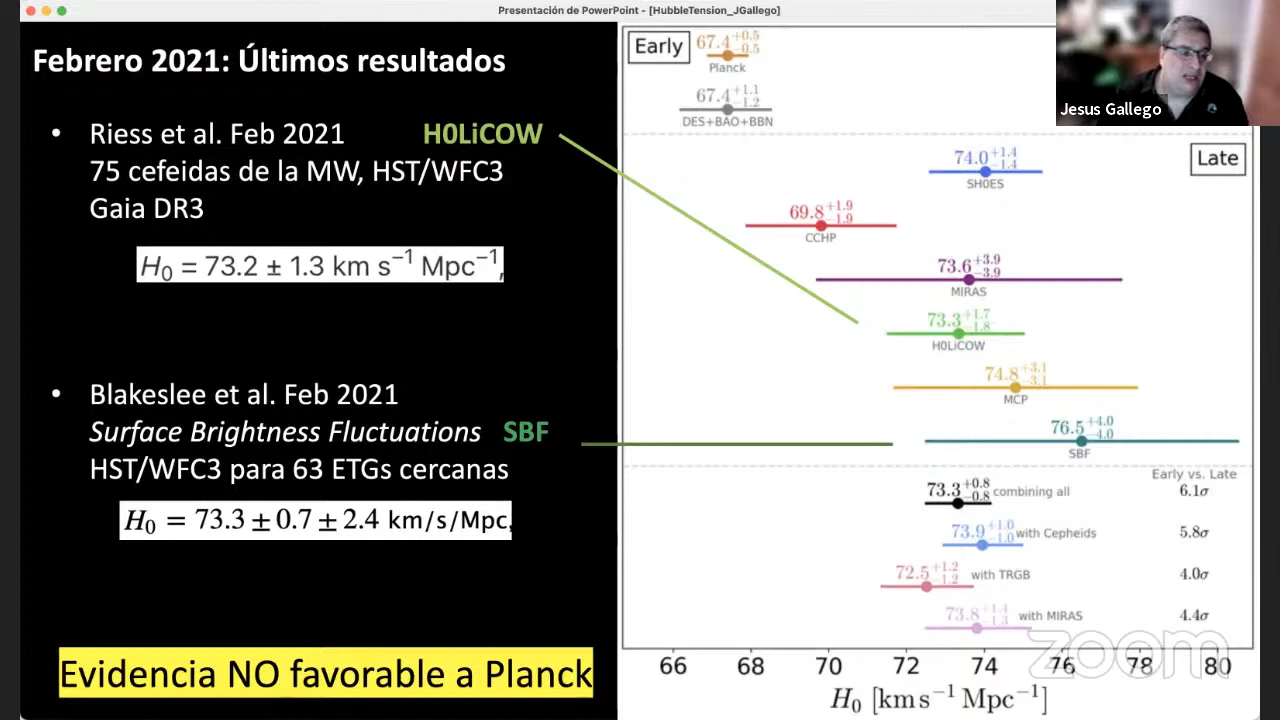 Presentación de PowerPoint - [HubbleTension_JGallego]
Febrero 2021: Últimos resultados
• Riess et al. Feb 2021 H0LiCOW
75 cefeidas de la MW, HST/WFC3
Gaia DR3
H₀ = 73.2 ± 1.3 km s⁻¹ Mpc⁻¹,
• Blakeslee et al. Feb 2021
Surface Brightness Fluctuations SBF
HST/WFC3 para 63 ETGs cercanas
H₀ = 73.3 ± 0.7 ± 2.4 km/s/Mpc,
Evidencia NO favorable a Planck
Early
67.4 +0.5 −0.5
Planck
67.4 +1.1 −1.2
DES+BAO+BBN
Late
74.0 +1.4 −1.4
SH0ES
69.8 +1.9 −1.9
CCHP
73.6 +3.9 −3.9
MIRAS
73.3 +1.7 −1.8
H0LiCOW
74.8 +3.1 −3.1
MCP
76.5 +4.0 −4.0
SBF
Early vs. Late
73.3 +0.8 −0.8 combining all 6.1σ
73.9 +1.0 −1.0 with Cepheids 5.8σ
72.5 +1.2 −1.2 with TRGB 4.0σ
73.8 +1.4 −1.3 with MIRAS 4.4σ
66 68 70 72 74 76 78 80
H₀ [km s⁻¹ Mpc⁻¹]
Jesus Gallego
zoom